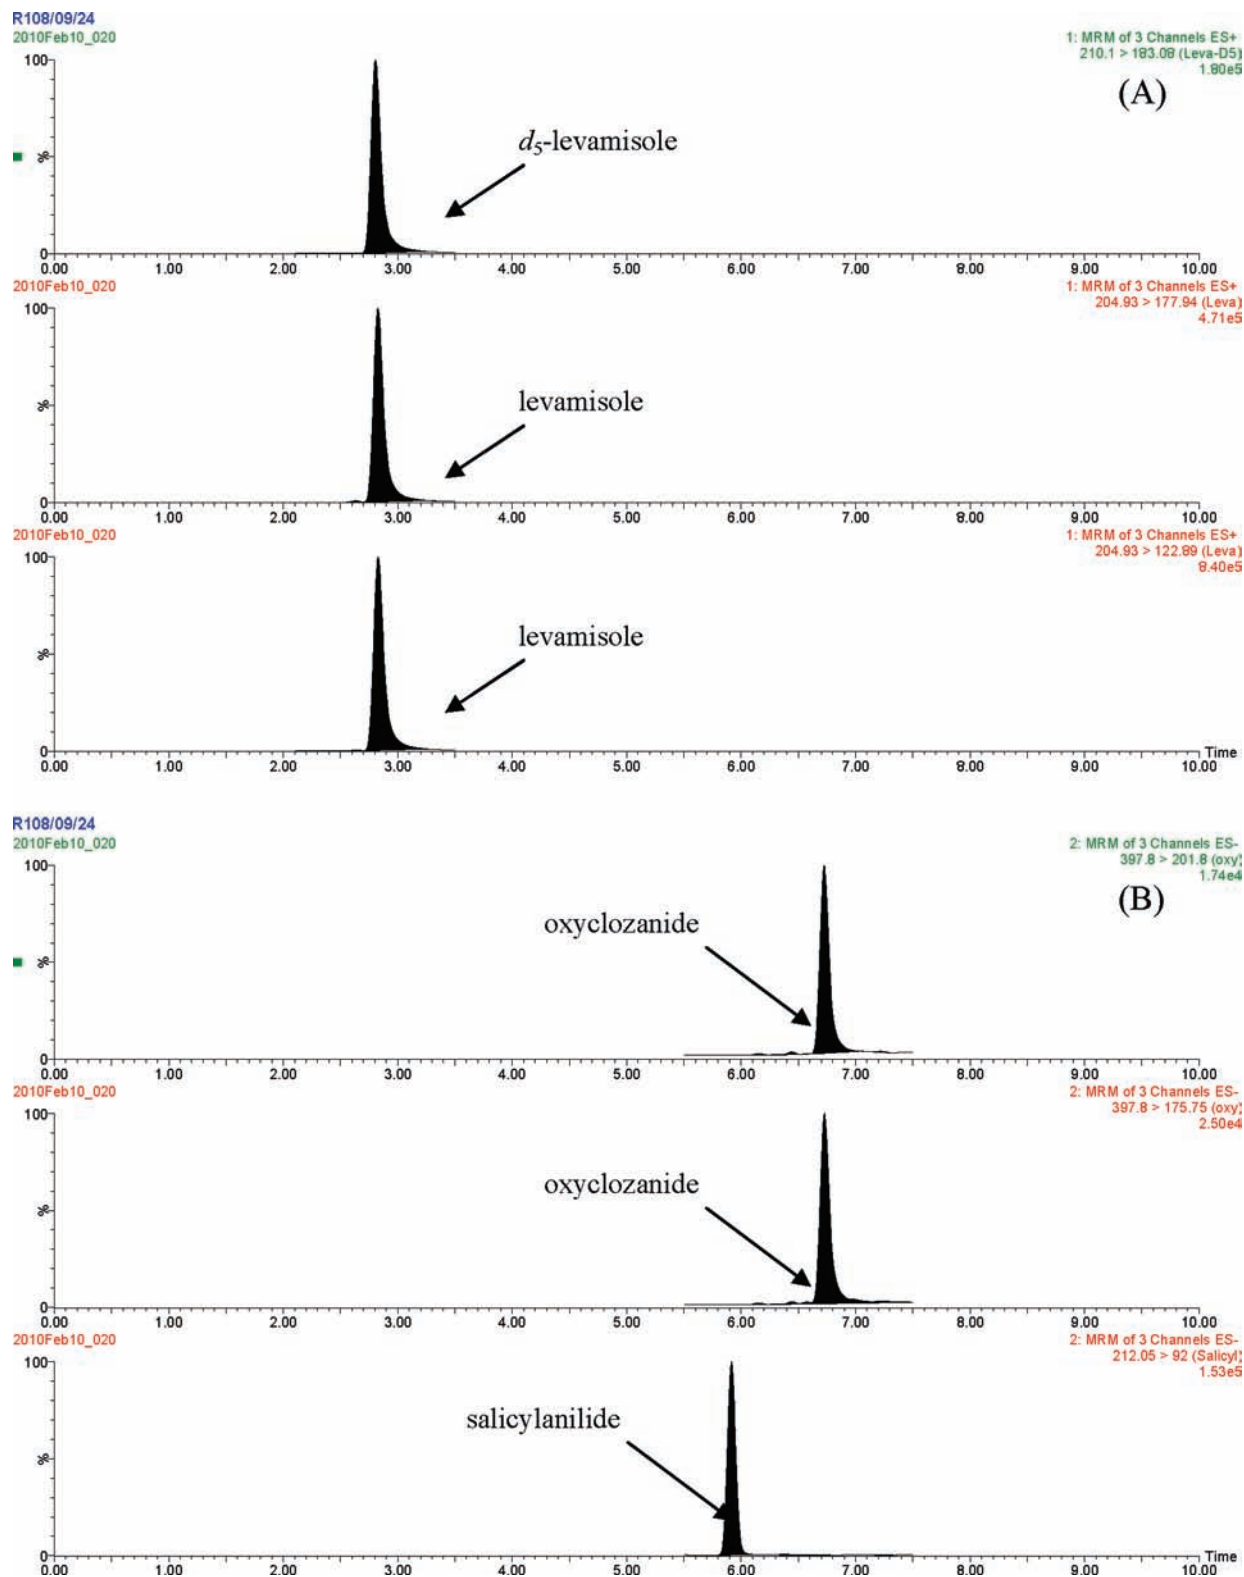 R108/09/24
2010Feb10_020
1: MRM of 3 Channels ES+
210.1 > 183.08 (Leva-D5)
1.80e5
(A)
100
%
0
d5-levamisole
0.00 1.00 2.00 3.00 4.00 5.00 6.00 7.00 8.00 9.00 10.00
2010Feb10_020
1: MRM of 3 Channels ES+
204.93 > 177.94 (Leva)
4.71e5
100
%
0
levamisole
0.00 1.00 2.00 3.00 4.00 5.00 6.00 7.00 8.00 9.00 10.00
2010Feb10_020
1: MRM of 3 Channels ES+
204.93 > 122.89 (Leva)
8.40e5
100
%
0
levamisole
Time
0.00 1.00 2.00 3.00 4.00 5.00 6.00 7.00 8.00 9.00 10.00
R108/09/24
2010Feb10_020
2: MRM of 3 Channels ES-
397.8 > 201.8 (oxy)
1.74e4
(B)
100
%
0
oxyclozanide
0.00 1.00 2.00 3.00 4.00 5.00 6.00 7.00 8.00 9.00 10.00
2010Feb10_020
2: MRM of 3 Channels ES-
397.8 > 175.75 (oxy)
2.50e4
100
%
0
oxyclozanide
0.00 1.00 2.00 3.00 4.00 5.00 6.00 7.00 8.00 9.00 10.00
2010Feb10_020
2: MRM of 3 Channels ES-
212.05 > 92 (Salicyl)
1.53e5
100
%
0
salicylanilide
Time
0.00 1.00 2.00 3.00 4.00 5.00 6.00 7.00 8.00 9.00 10.00